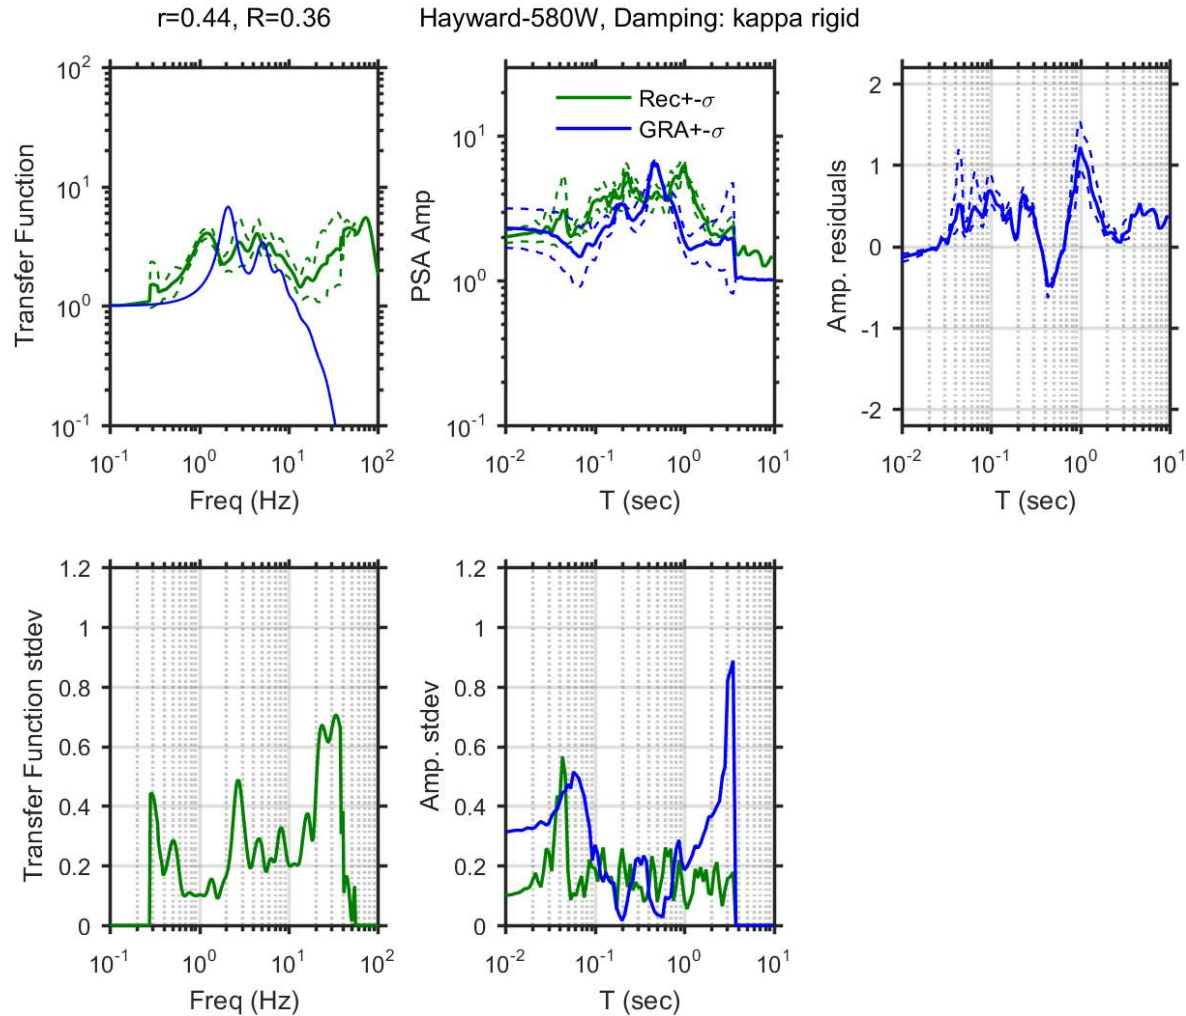 r=0.44, R=0.36
Hayward-580W, Damping: kappa rigid
Transfer Function
10^2
10^1
10^0
10^-1
10^-1 10^0 10^1 10^2
Freq (Hz)
PSA Amp
10^1
10^0
10^-1
Rec+-σ
GRA+-σ
10^-2 10^-1 10^0 10^1
T (sec)
Amp. residuals
2
1
0
-1
-2
10^-2 10^-1 10^0 10^1
T (sec)
Transfer Function stdev
1.2
1
0.8
0.6
0.4
0.2
0
10^-1 10^0 10^1 10^2
Freq (Hz)
Amp. stdev
1.2
1
0.8
0.6
0.4
0.2
0
10^-2 10^-1 10^0 10^1
T (sec)